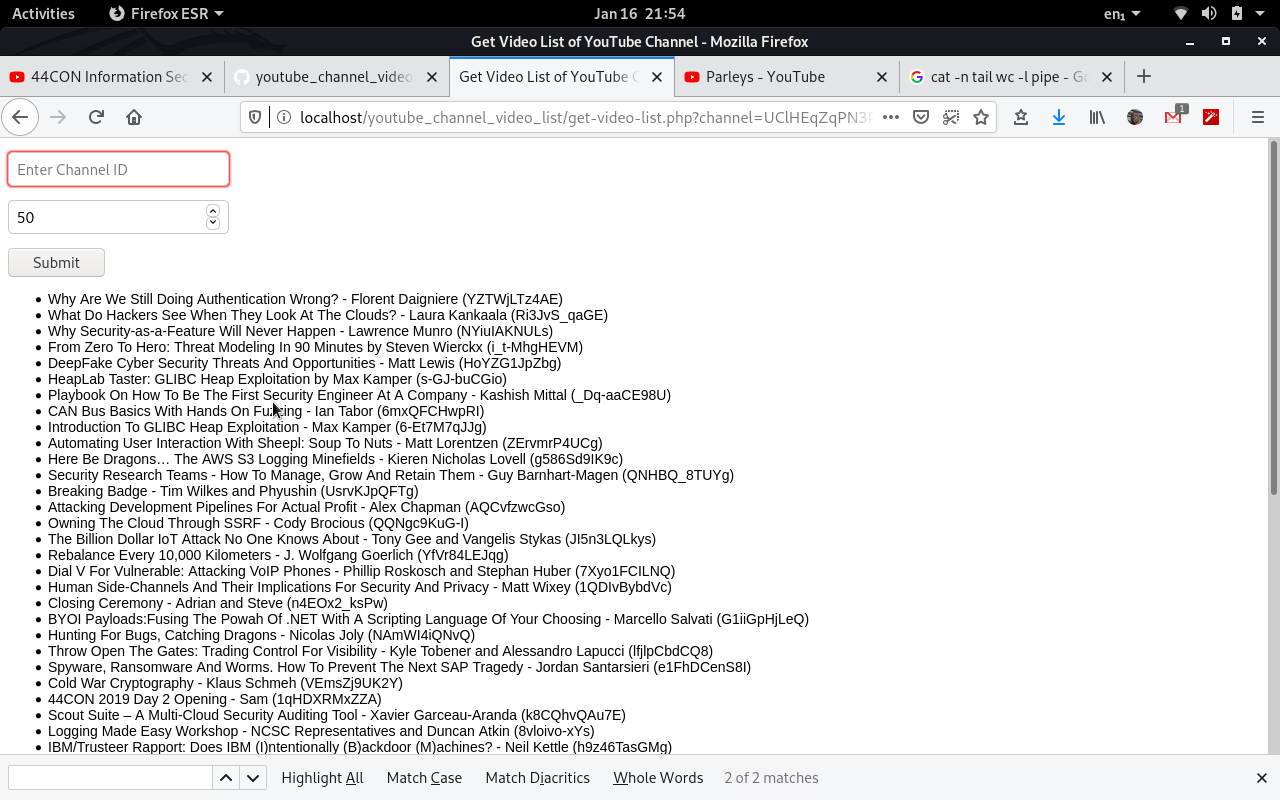 Activities Firefox ESR Jan 16 21:54 en₁
Get Video List of YouTube Channel - Mozilla Firefox
44CON Information Sec youtube_channel_video Get Video List of YouTube C Parleys - YouTube cat -n tail wc -l pipe - Go
localhost/youtube_channel_video_list/get-video-list.php?channel=UClHEqZqPN3F 1
Enter Channel ID
50
Submit
Why Are We Still Doing Authentication Wrong? - Florent Daigniere (YZTWjLTz4AE)
What Do Hackers See When They Look At The Clouds? - Laura Kankaala (Ri3JvS_qaGE)
Why Security-as-a-Feature Will Never Happen - Lawrence Munro (NYiuIAKNULs)
From Zero To Hero: Threat Modeling In 90 Minutes by Steven Wierckx (i_t-MhgHEVM)
DeepFake Cyber Security Threats And Opportunities - Matt Lewis (HoYZG1JpZbg)
HeapLab Taster: GLIBC Heap Exploitation by Max Kamper (s-GJ-buCGio)
Playbook On How To Be The First Security Engineer At A Company - Kashish Mittal (_Dq-aaCE98U)
CAN Bus Basics With Hands On Fuzzing - Ian Tabor (6mxQFCHwpRI)
Introduction To GLIBC Heap Exploitation - Max Kamper (6-Et7M7qJJg)
Automating User Interaction With Sheepl: Soup To Nuts - Matt Lorentzen (ZErvmrP4UCg)
Here Be Dragons… The AWS S3 Logging Minefields - Kieren Nicholas Lovell (g586Sd9IK9c)
Security Research Teams - How To Manage, Grow And Retain Them - Guy Barnhart-Magen (QNHBQ_8TUYg)
Breaking Badge - Tim Wilkes and Phyushin (UsrvKJpQFTg)
Attacking Development Pipelines For Actual Profit - Alex Chapman (AQCvfzwcGso)
Owning The Cloud Through SSRF - Cody Brocious (QQNgc9KuG-I)
The Billion Dollar IoT Attack No One Knows About - Tony Gee and Vangelis Stykas (JI5n3LQLkys)
Rebalance Every 10,000 Kilometers - J. Wolfgang Goerlich (YfVr84LEJqg)
Dial V For Vulnerable: Attacking VoIP Phones - Phillip Roskosch and Stephan Huber (7Xyo1FCILNQ)
Human Side-Channels And Their Implications For Security And Privacy - Matt Wixey (1QDIvBybdVc)
Closing Ceremony - Adrian and Steve (n4EOx2_ksPw)
BYOI Payloads:Fusing The Powah Of .NET With A Scripting Language Of Your Choosing - Marcello Salvati (G1iiGpHjLeQ)
Hunting For Bugs, Catching Dragons - Nicolas Joly (NAmWI4iQNvQ)
Throw Open The Gates: Trading Control For Visibility - Kyle Tobener and Alessandro Lapucci (lfjlpCbdCQ8)
Spyware, Ransomware And Worms. How To Prevent The Next SAP Tragedy - Jordan Santarsieri (e1FhDCenS8I)
Cold War Cryptography - Klaus Schmeh (VEmsZj9UK2Y)
44CON 2019 Day 2 Opening - Sam (1qHDXRMxZZA)
Scout Suite – A Multi-Cloud Security Auditing Tool - Xavier Garceau-Aranda (k8CQhvQAu7E)
Logging Made Easy Workshop - NCSC Representatives and Duncan Atkin (8vloivo-xYs)
IBM/Trusteer Rapport: Does IBM (I)ntentionally (B)ackdoor (M)achines? - Neil Kettle (h9z46TasGMg)
Highlight All Match Case Match Diacritics Whole Words 2 of 2 matches